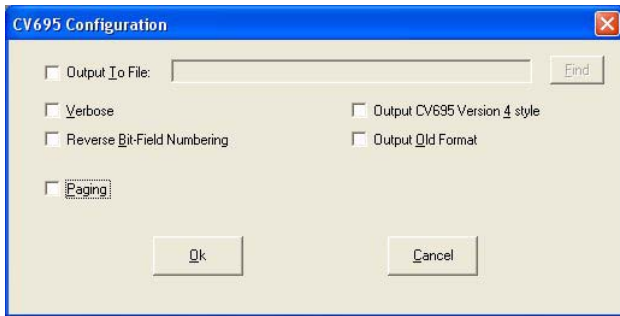 CV695 Configuration
Output To File:
Find
Verbose
Output CV695 Version 4 style
Reverse Bit-Field Numbering
Output Old Format
Paging
Ok
Cancel